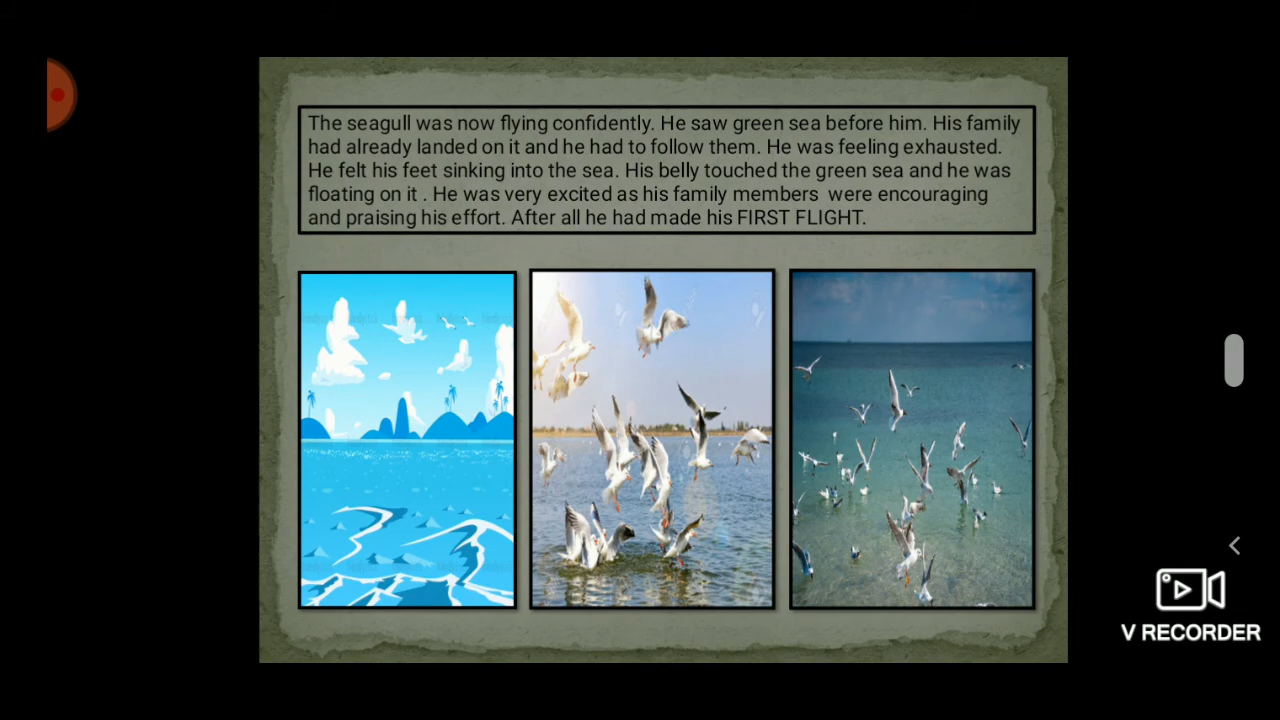 The seagull was now flying confidently. He saw green sea before him. His family
had already landed on it and he had to follow them. He was feeling exhausted.
He felt his feet sinking into the sea. His belly touched the green sea and he was
floating on it . He was very excited as his family members  were encouraging
and praising his effort. After all he had made his FIRST FLIGHT.
V RECORDER